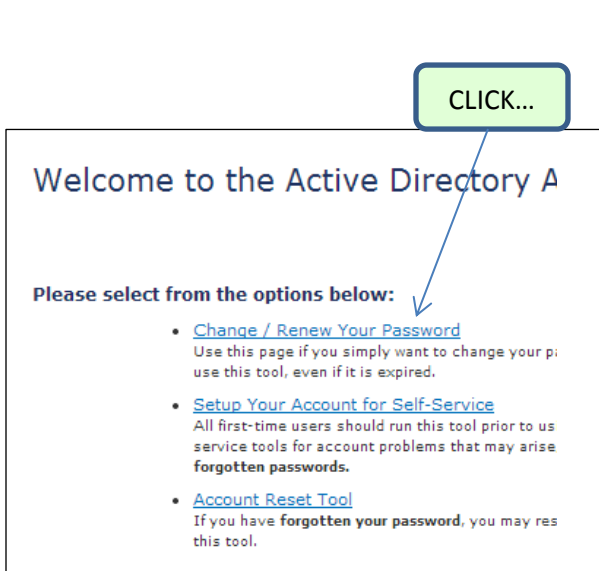 CLICK...
Welcome to the Active Directory A
Please select from the options below:
• Change / Renew Your Password
Use this page if you simply want to change your
use this tool, even if it is expired.
• Setup Your Account for Self-Service
All first-time users should run this tool prior to us
service tools for account problems that may arise
forgotten passwords.
• Account Reset Tool
If you have forgotten your password, you may res
this tool.